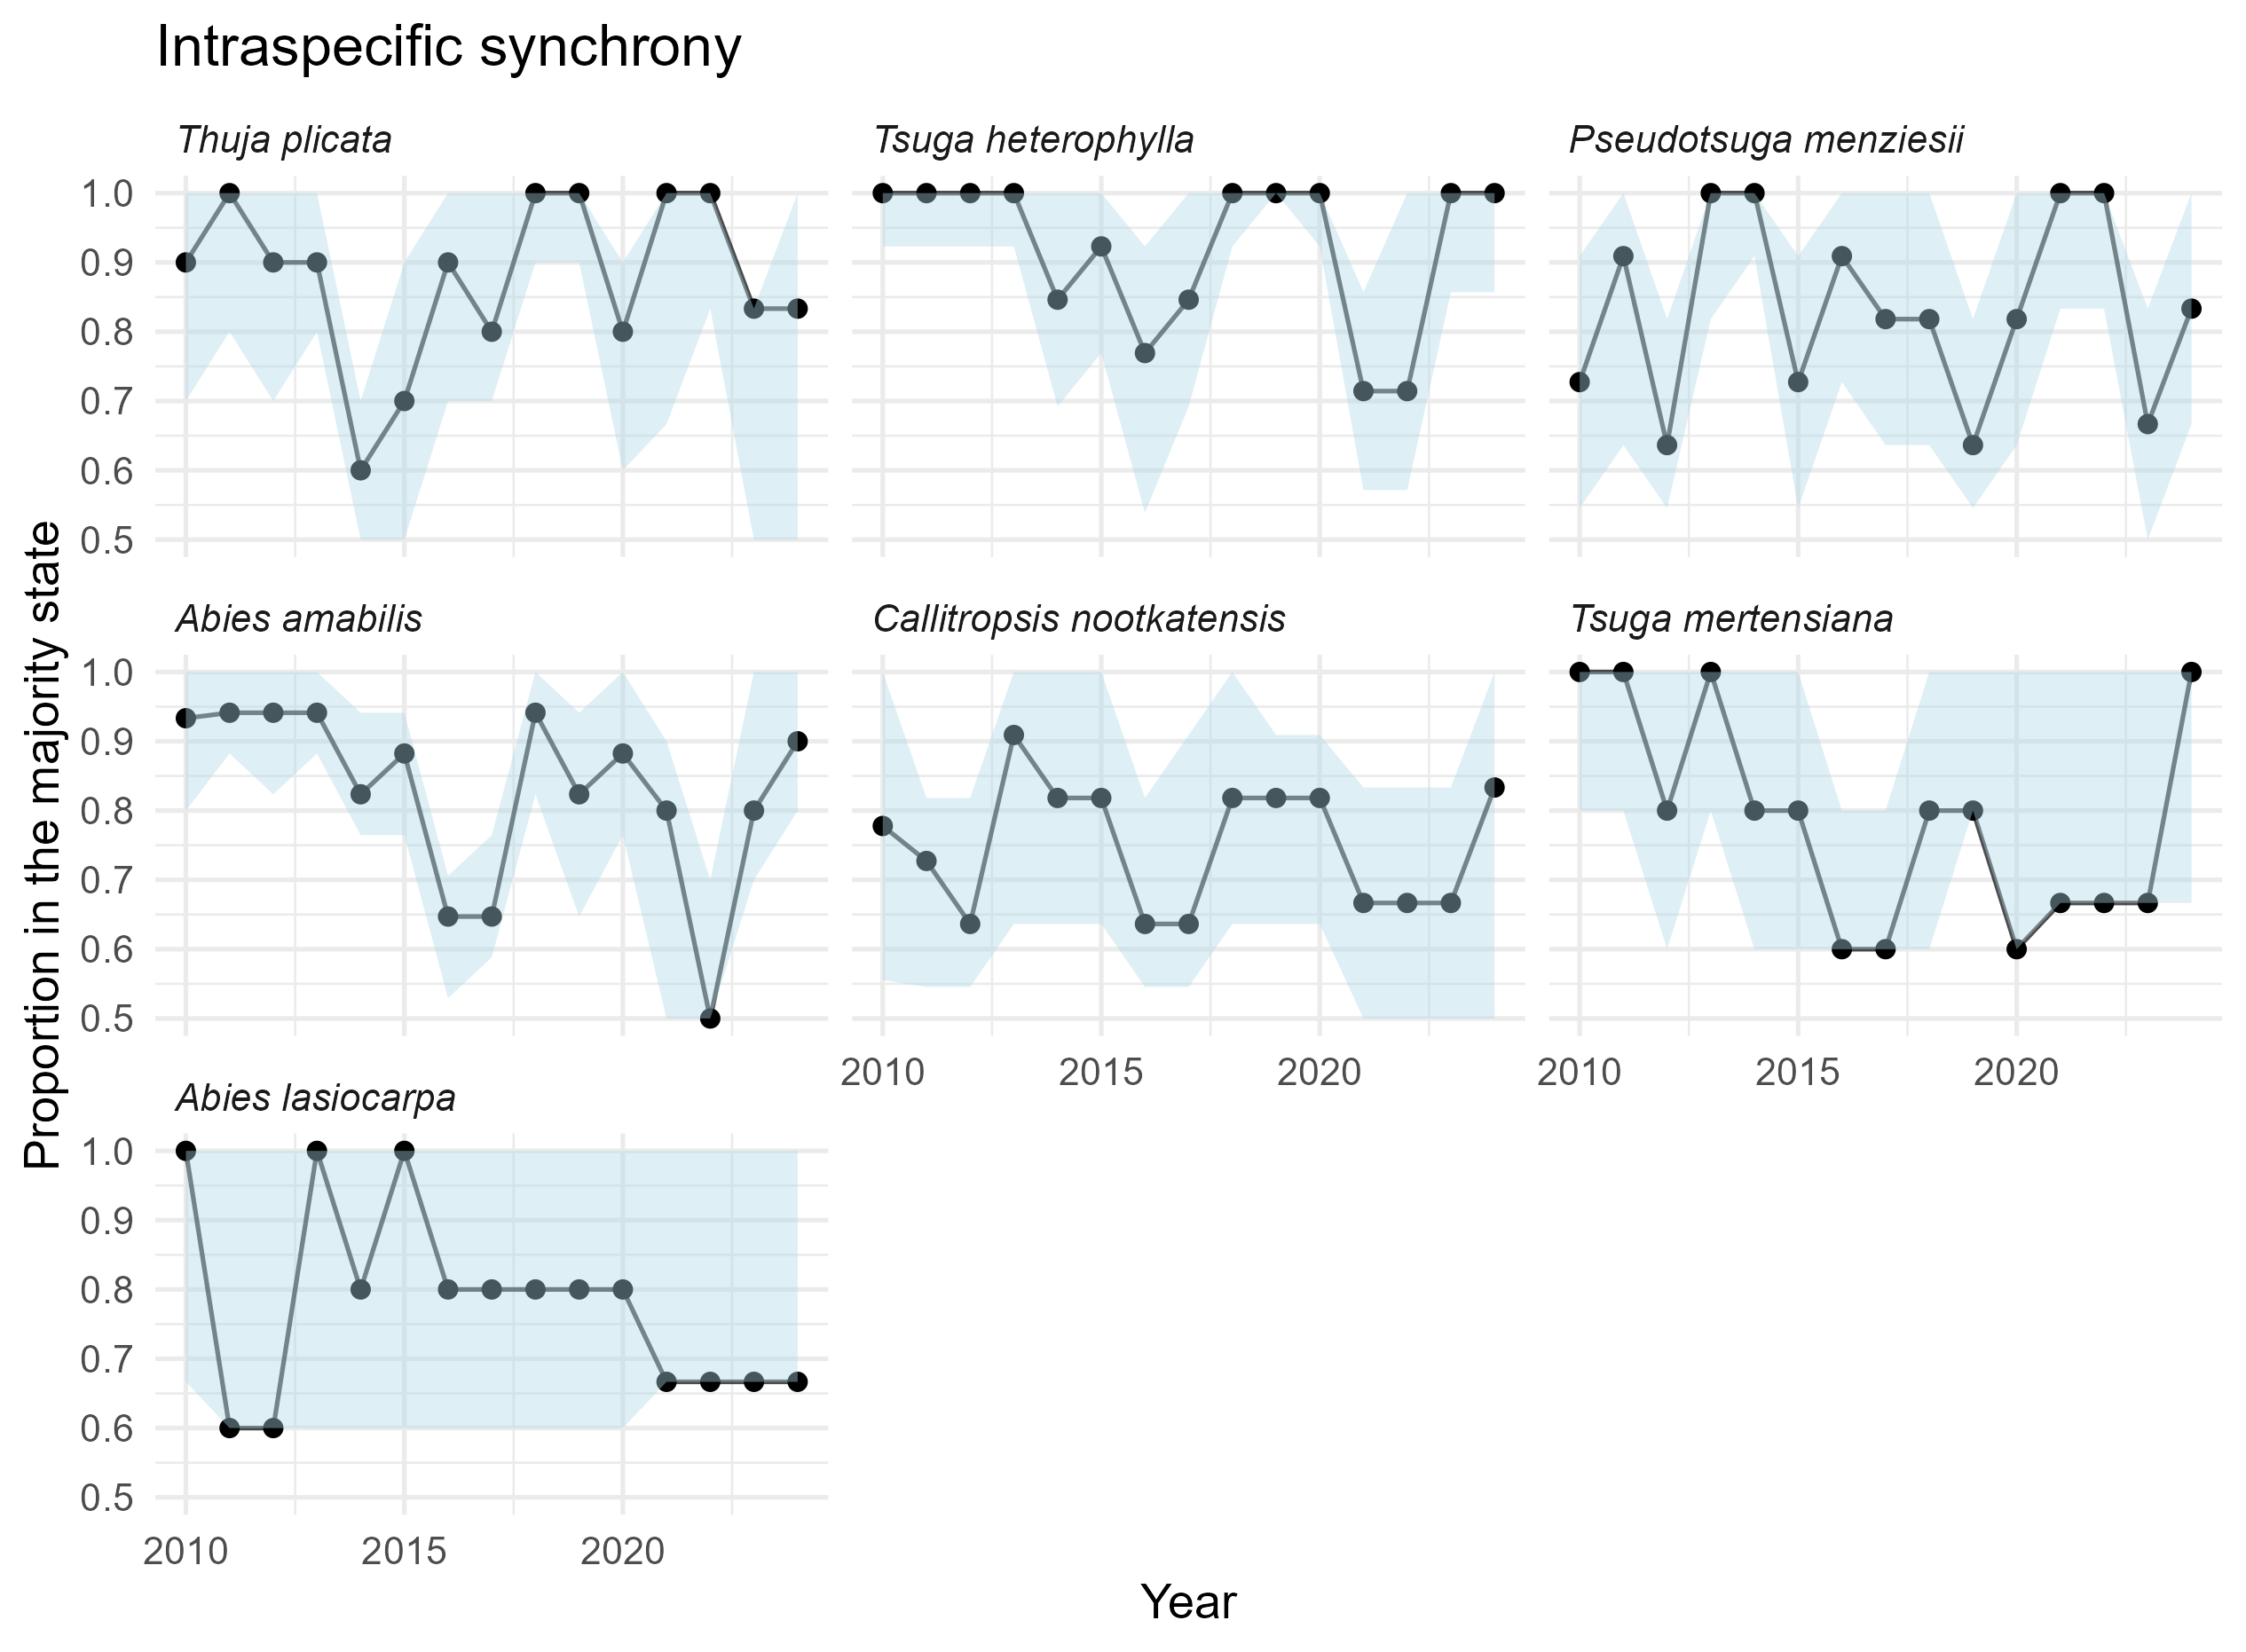 Intraspecific synchrony
Thuja plicata
Tsuga heterophylla
Pseudotsuga menziesii
1.0
0.9
0.8
0.7
0.6
0.5
Abies amabilis
Callitropsis nootkatensis
Tsuga mertensiana
1.0
0.9
0.8
0.7
0.6
0.5
2010 2015 2020
2010 2015 2020
Abies lasiocarpa
1.0
0.9
0.8
0.7
0.6
0.5
2010 2015 2020
Proportion in the majority state
Year